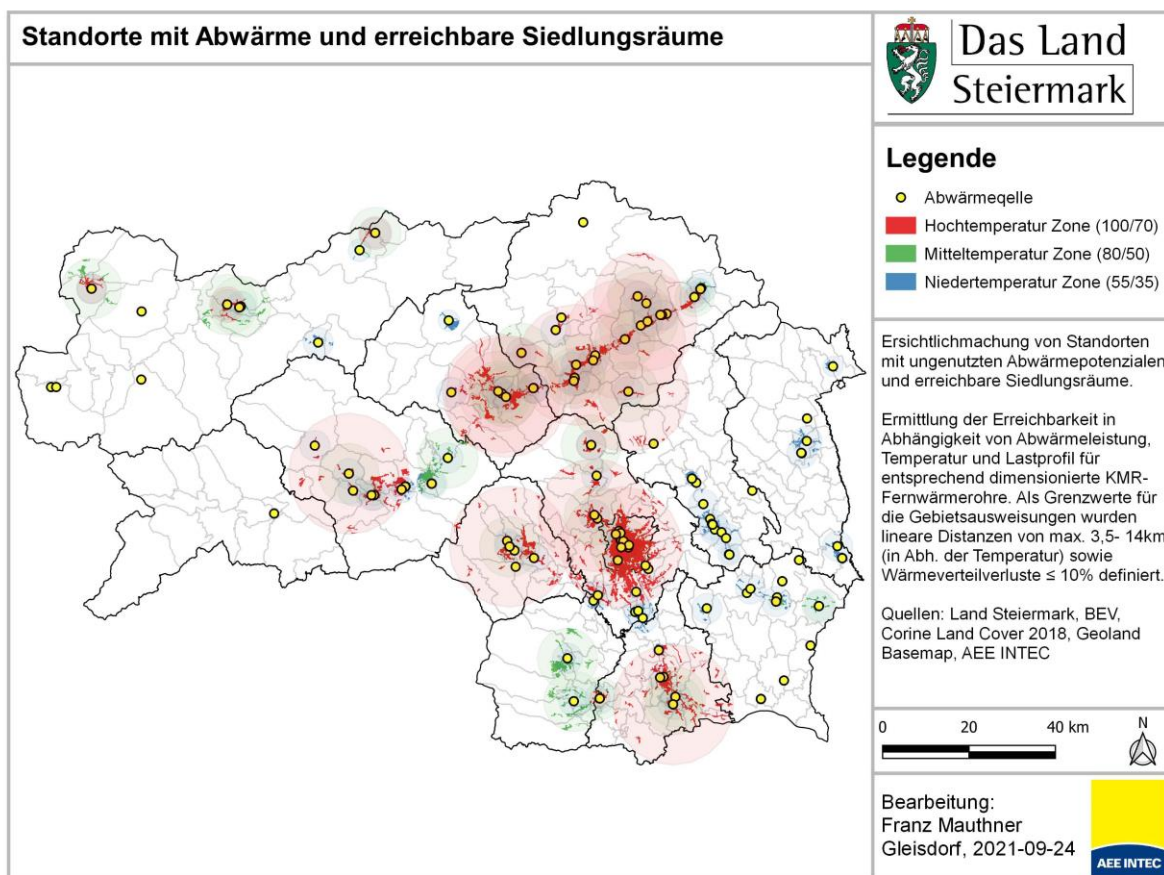 Standorte mit Abwärme und erreichbare Siedlungsräume
Das Land
Steiermark
Legende
Abwärmeqelle
Hochtemperatur Zone (100/70)
Mitteltemperatur Zone (80/50)
Niedertemperatur Zone (55/35)
Ersichtlichmachung von Standorten
mit ungenutzten Abwärmepotenzialen
und erreichbare Siedlungsräume.
Ermittlung der Erreichbarkeit in
Abhängigkeit von Abwärmeleistung,
Temperatur und Lastprofil für
entsprechend dimensionierte KMR-
Fernwärmerohre. Als Grenzwerte für
die Gebietsausweisungen wurden
lineare Distanzen von max. 3,5- 14km
(in Abh. der Temperatur) sowie
Wärmeverteilverluste ≤ 10% definiert.
Quellen: Land Steiermark, BEV,
Corine Land Cover 2018, Geoland
Basemap, AEE INTEC
0 20 40 km
N
Bearbeitung:
Franz Mauthner
Gleisdorf, 2021-09-24
AEE INTEC